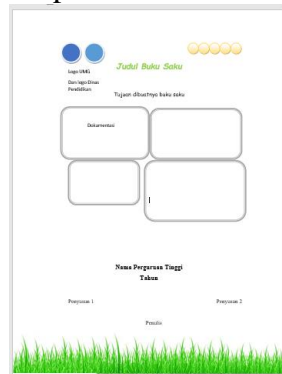 Judul Buku Saku
Logo UMG
Dan logo Dinas
Pendidikan
Tujuan dibuatnya buku saku
Dokumentasi
Nama Perguruan Tinggi
Tahun
Penyusun 1
Penyusun 2
Penulis